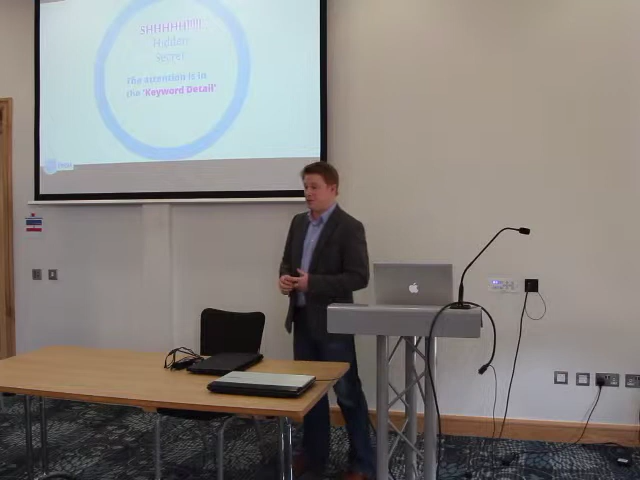 SHHHHH!!!!!
Hidden
Secret
The attention is in
the 'Keyword Detail'